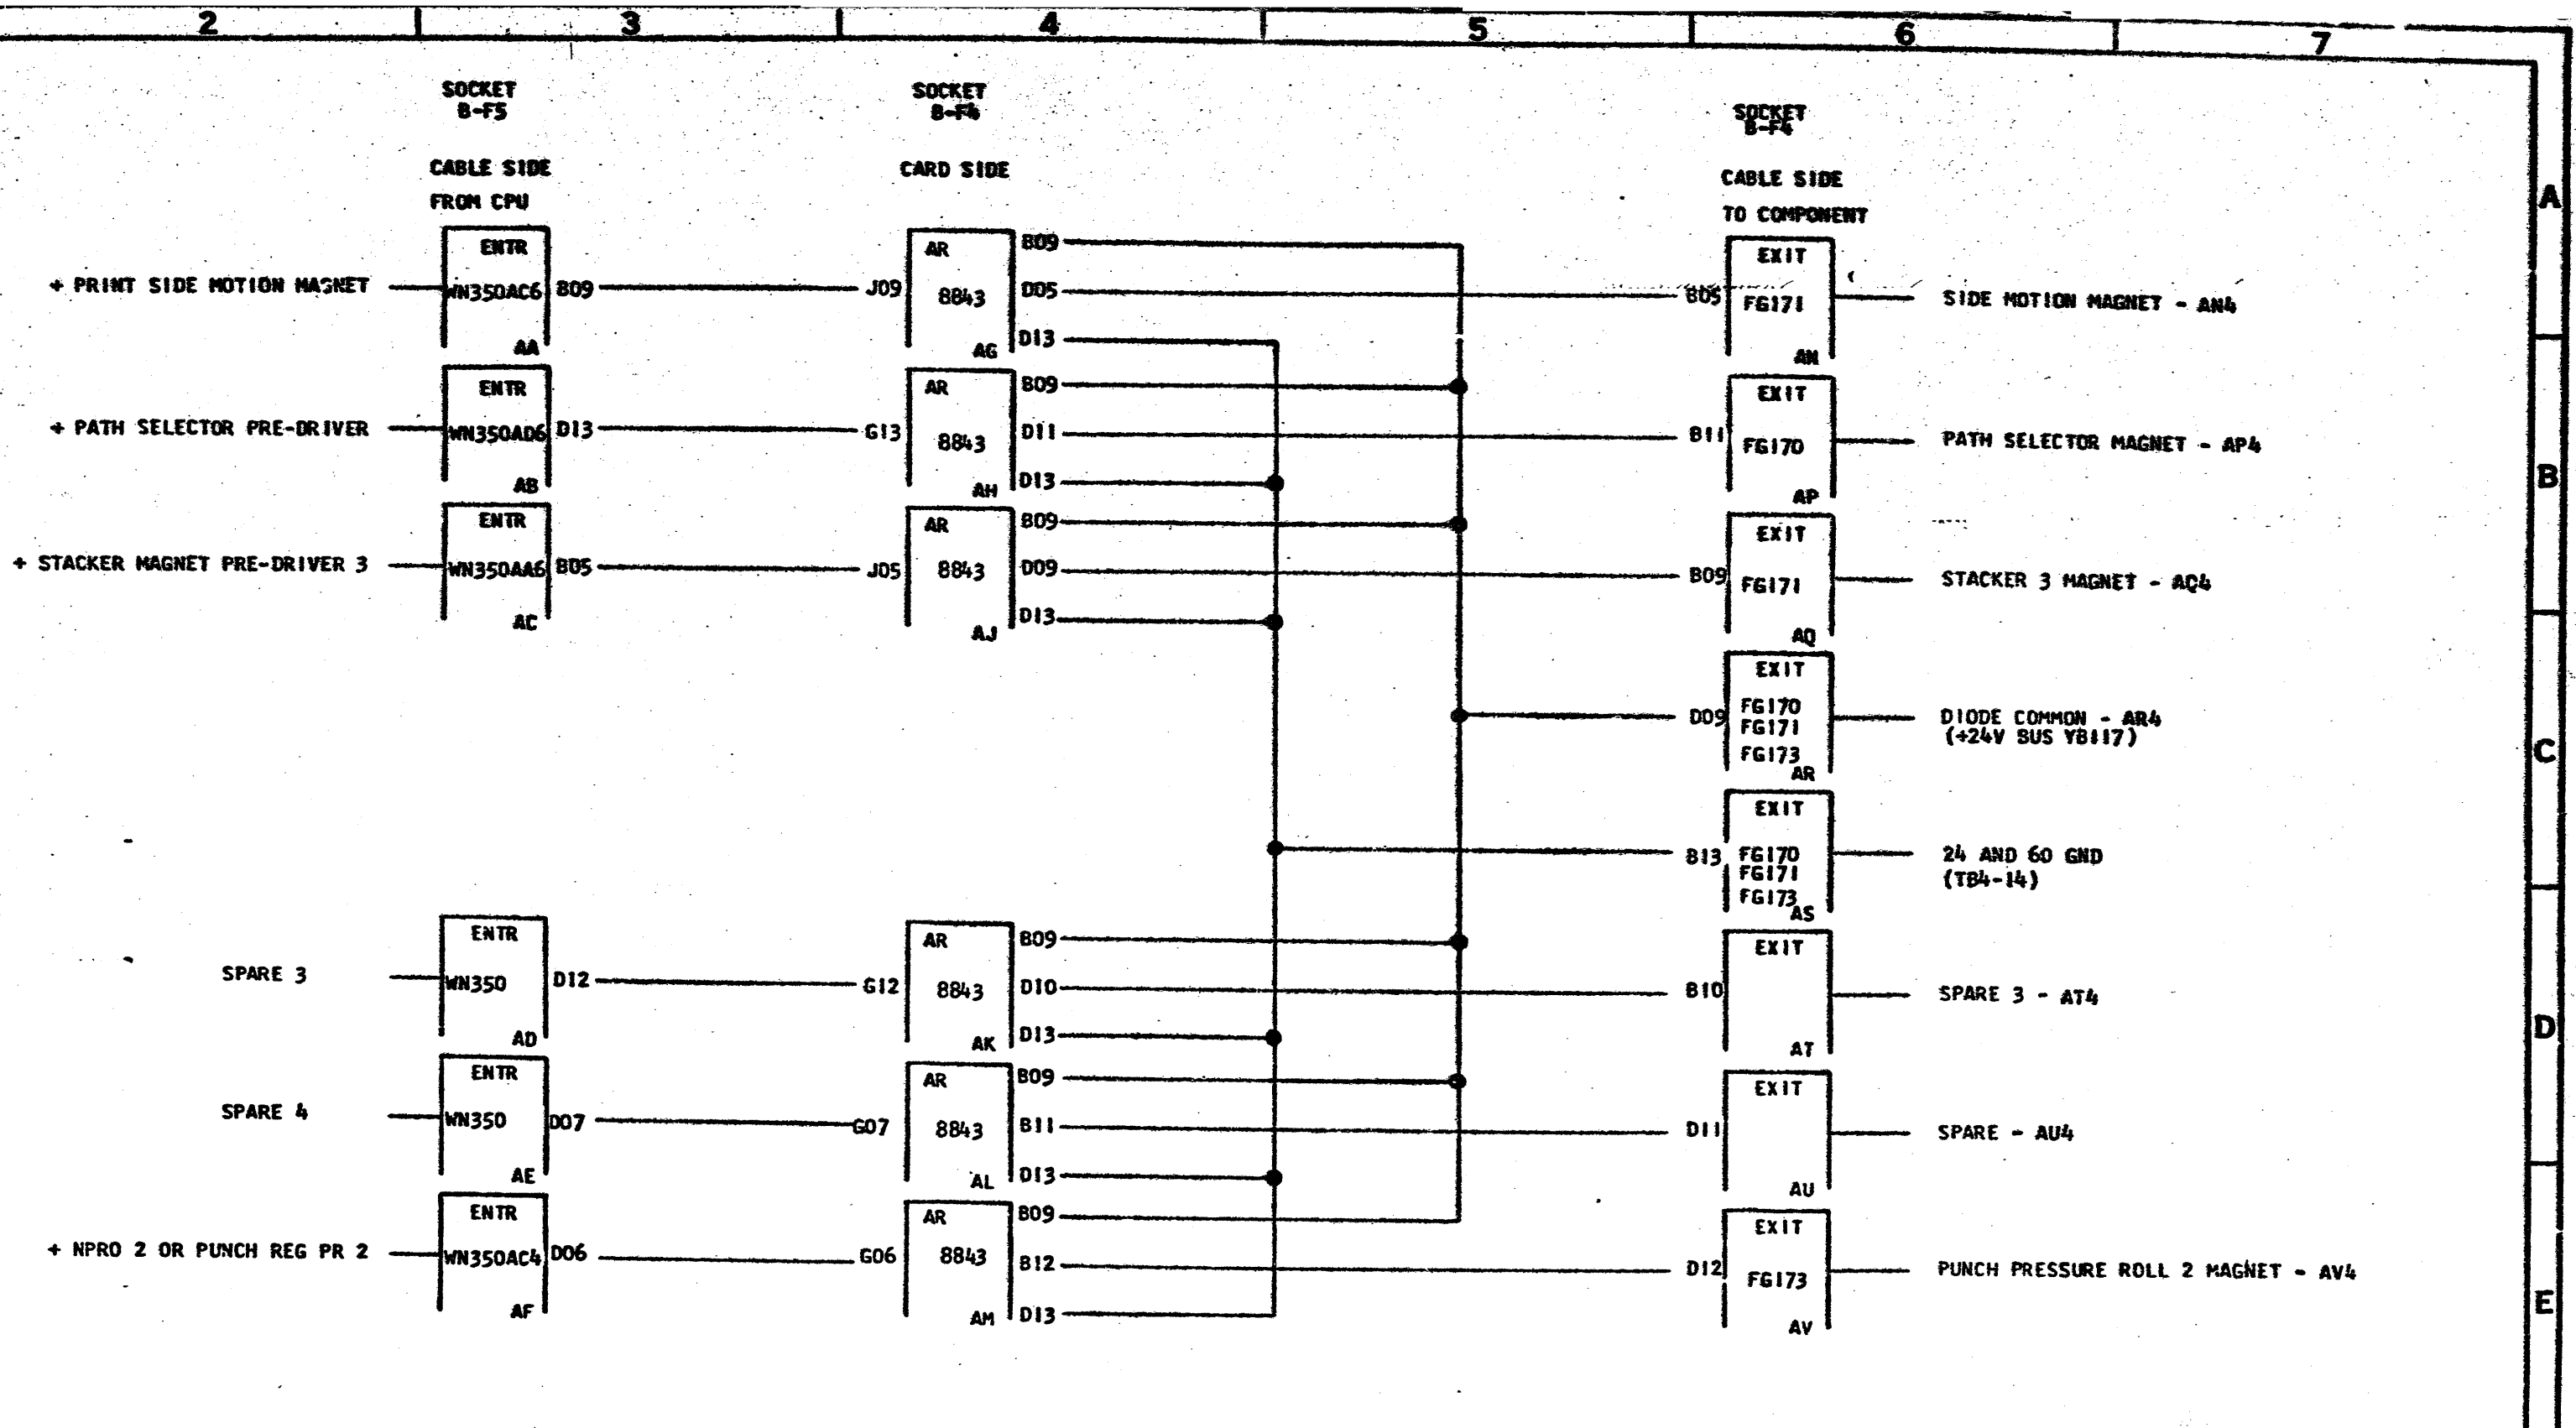 2 3 4 5 6 7
SOCKET
B-F5
CABLE SIDE
FROM CPU
SOCKET
B-F4
CARD SIDE
SOCKET
B-F4
CABLE SIDE
TO COMPONENT
A
+ PRINT SIDE MOTION MAGNET
ENTR
WN350AC6 B09
AA
J09
AR
8843
AG
B09
D05
D13
B05
EXIT
FG171
AN
SIDE MOTION MAGNET - AN4
B
+ PATH SELECTOR PRE-DRIVER
ENTR
WN350AD6 D13
AB
G13
AR
8843
AH
B09
D11
D13
B11
EXIT
FG170
AP
PATH SELECTOR MAGNET - AP4
+ STACKER MAGNET PRE-DRIVER 3
ENTR
WN350AA6 B05
AC
J05
AR
8843
AJ
B09
D09
D13
B09
EXIT
FG171
AQ
STACKER 3 MAGNET - AQ4
C
D09
EXIT
FG170
FG171
FG173
AR
DIODE COMMON - AR4
(+24V BUS YB117)
B13
EXIT
FG170
FG171
FG173
AS
24 AND 60 GND
(TB4-14)
D
SPARE 3
ENTR
WN350 D12
AD
G12
AR
8843
AK
B09
D10
D13
B10
EXIT
AT
SPARE 3 - AT4
SPARE 4
ENTR
WN350 D07
AE
G07
AR
8843
AL
B09
B11
D13
D11
EXIT
AU
SPARE - AU4
E
+ NPRO 2 OR PUNCH REG PR 2
ENTR
WN350AC4 D06
AF
G06
AR
8843
AM
B09
B12
D13
D12
EXIT
FG173
AV
PUNCH PRESSURE ROLL 2 MAGNET - AV4